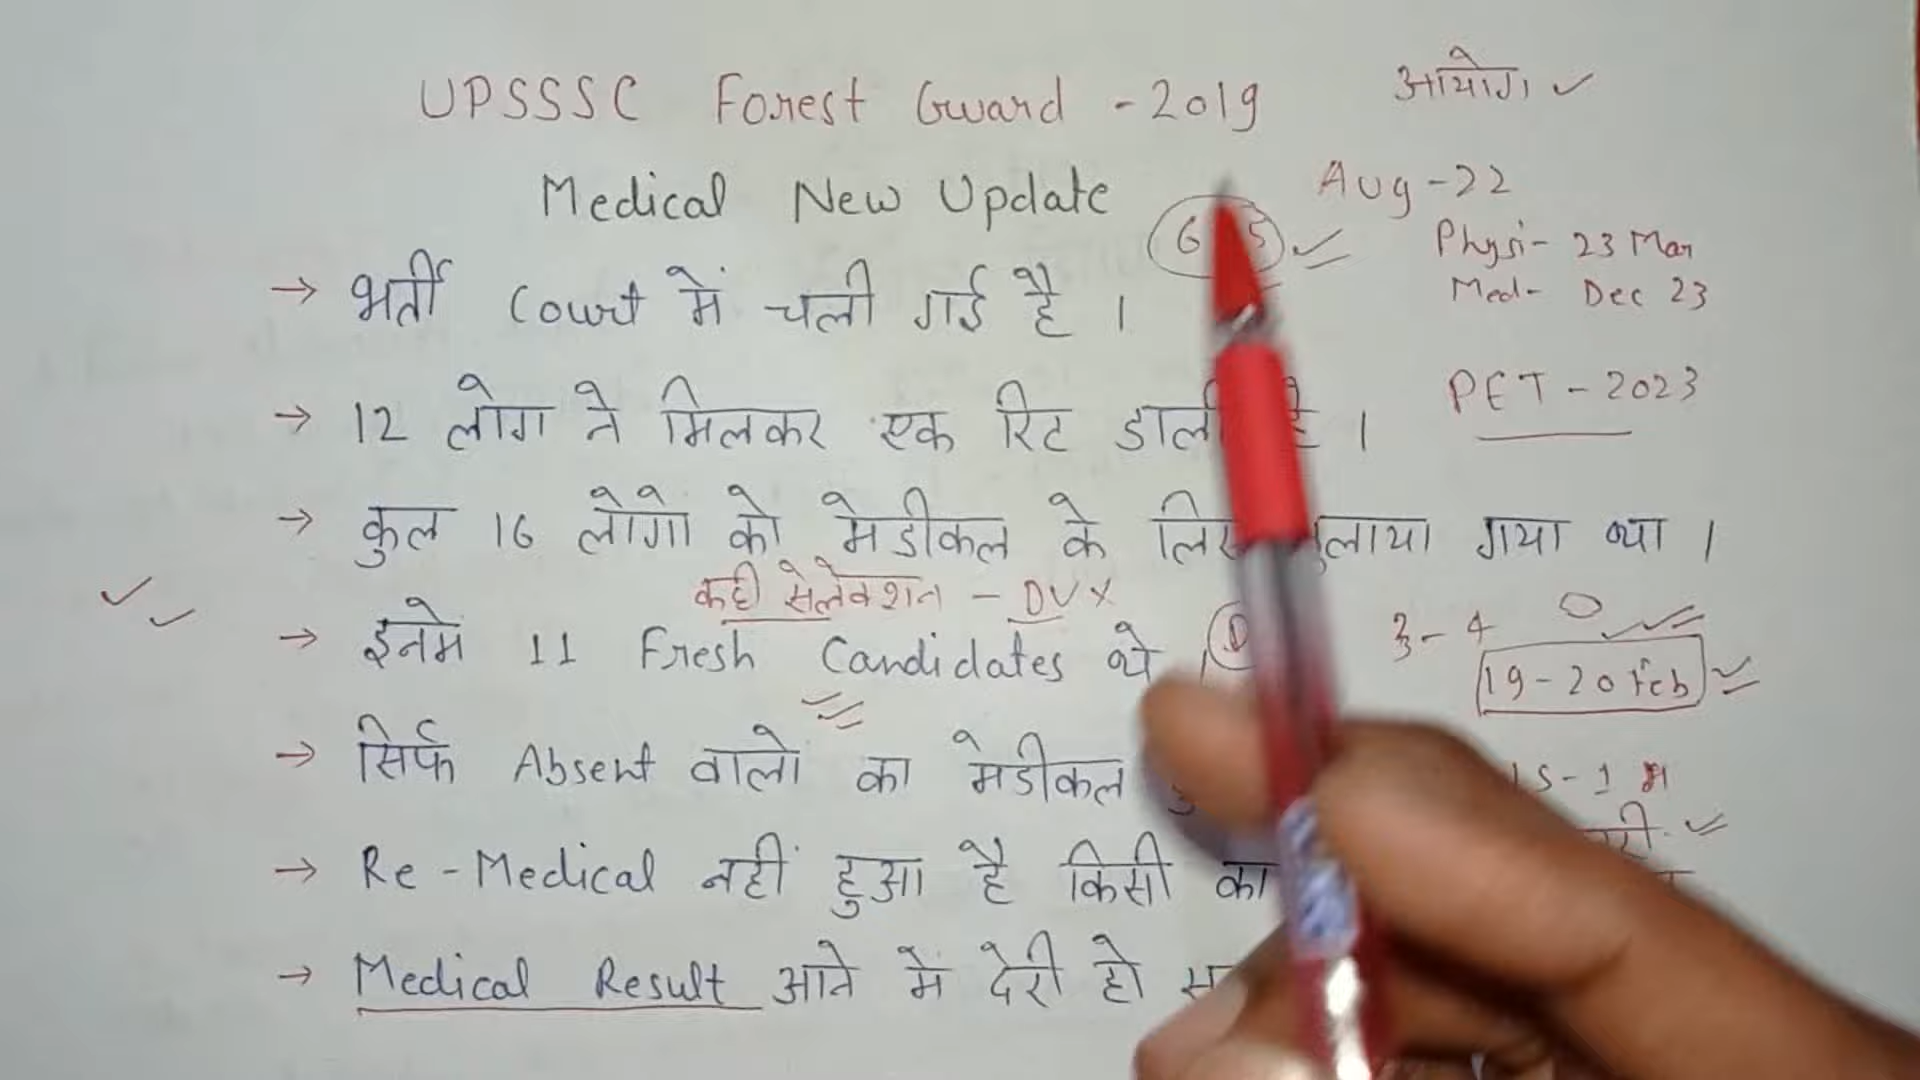 UPSSSC Forest Guard - 2019
आयोग ✓
Medical New Update
Aug - 22
Physi - 23 Mar
Med - Dec 23
→ भर्ती Court में चली गई है ।
PET - 2023
→ 12 लोग ने मिलकर एक रिट डाली है ।
→ कुल 16 लोगो को मेडीकल के लिए बुलाया गया था ।
कही सेलेक्शन - DV X
→ इनमे 11 Fresh Candidates थे ।
3 - 4
19 - 20 Feb
→ सिर्फ Absent वालो का मेडीकल
→ Re - Medical नहीं हुआ है किसी का
→ Medical Result आने में देरी हो